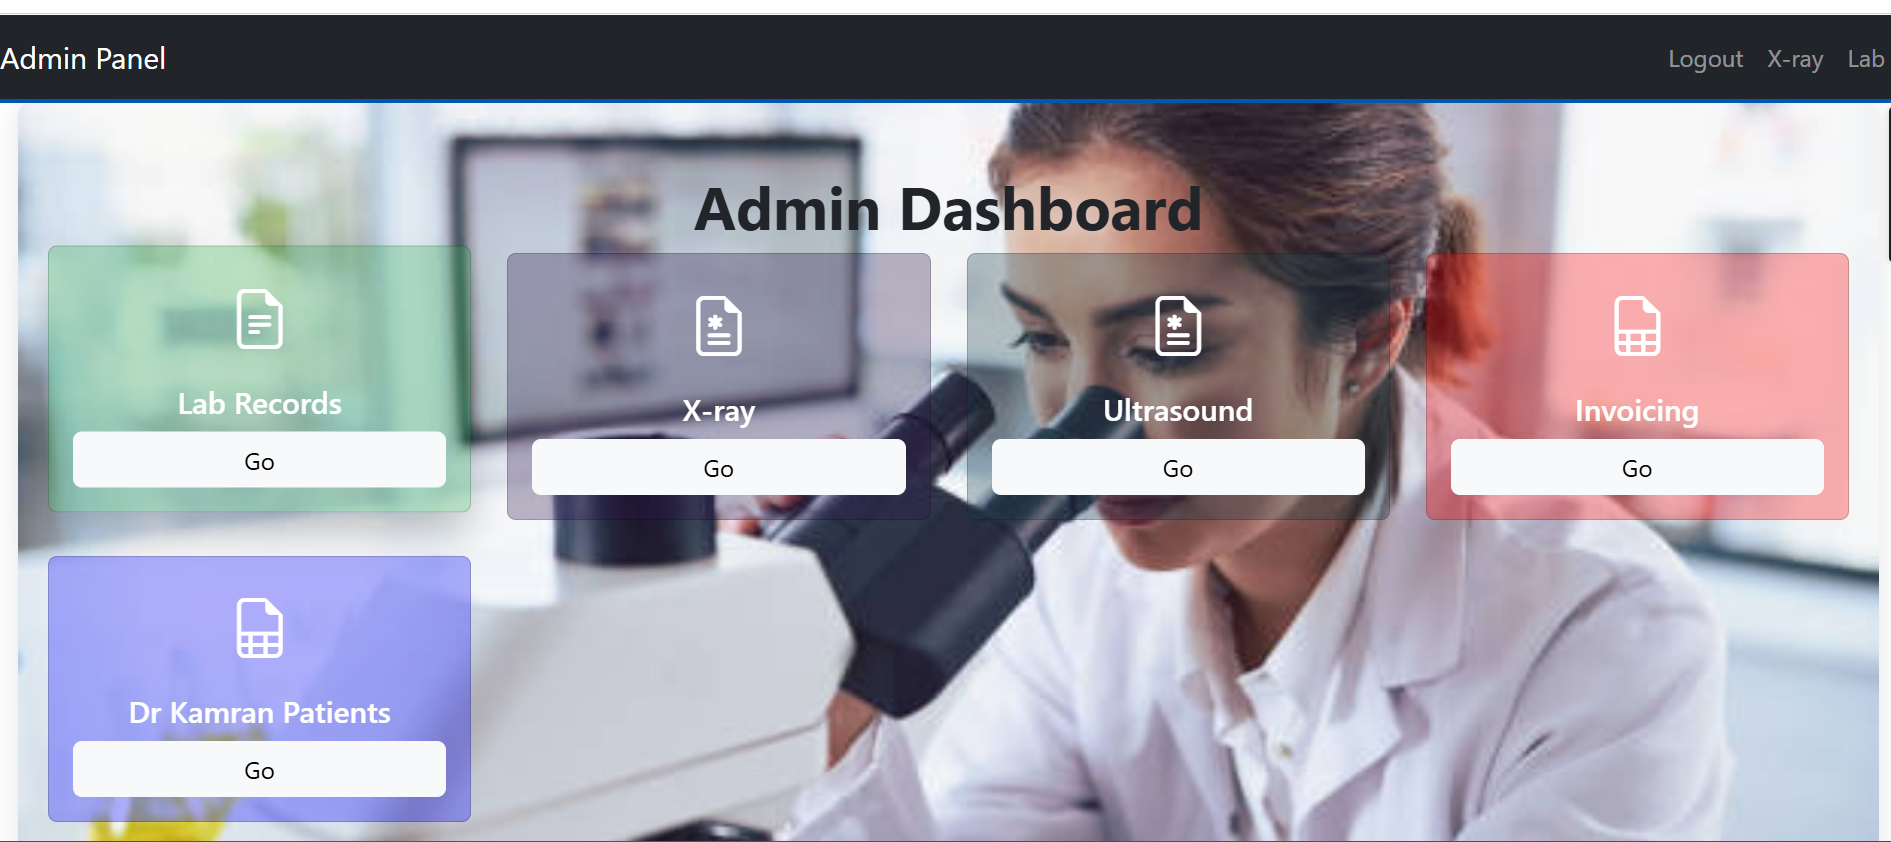 Admin Panel
Logout X-ray Lab
Admin Dashboard
Lab Records
Go
X-ray
Go
Ultrasound
Go
Invoicing
Go
Dr Kamran Patients
Go